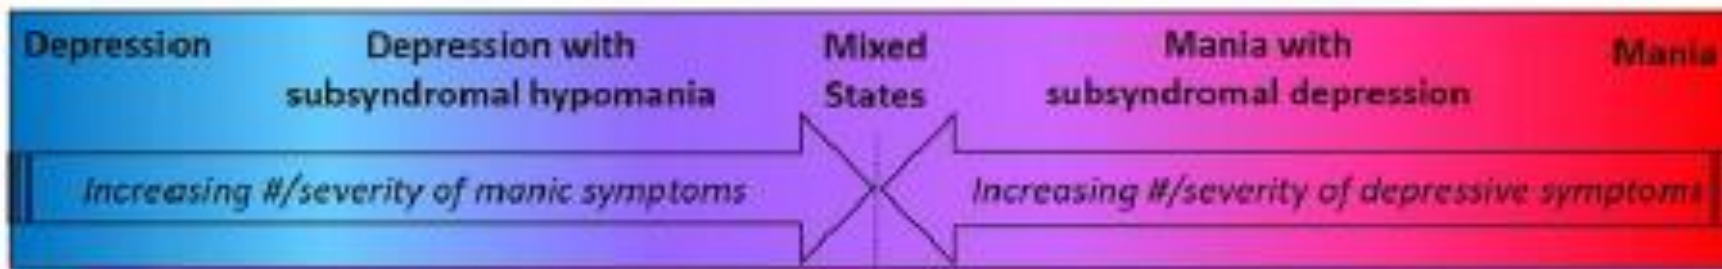 Depression
Depression with
subsyndromal hypomania
Mixed
States
Mania with
subsyndromal depression
Mania
Increasing #/severity of manic symptoms
Increasing #/severity of depressive symptoms